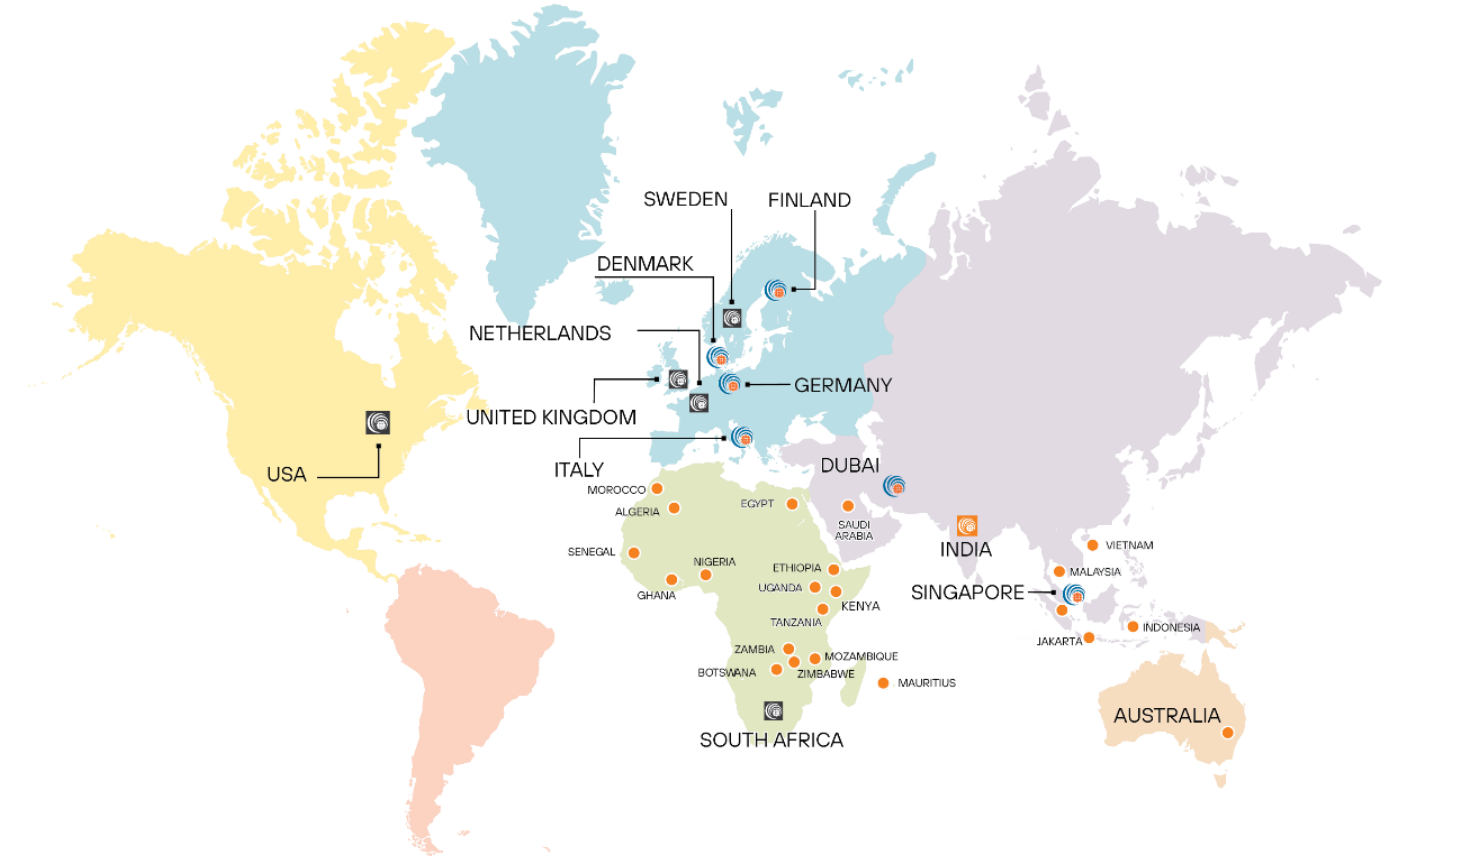 SWEDEN
FINLAND
DENMARK
NETHERLANDS
GERMANY
UNITED KINGDOM
USA
ITALY
DUBAI
MOROCCO
ALGERIA
EGYPT
SAUDI
ARABIA
INDIA
VIETNAM
SENEGAL
NIGERIA
ETHIOPIA
MALAYSIA
GHANA
UGANDA
SINGAPORE
KENYA
TANZANIA
INDONESIA
JAKARTA
ZAMBIA
MOZAMBIQUE
BOTSWANA
ZIMBABWE
MAURITIUS
AUSTRALIA
SOUTH AFRICA